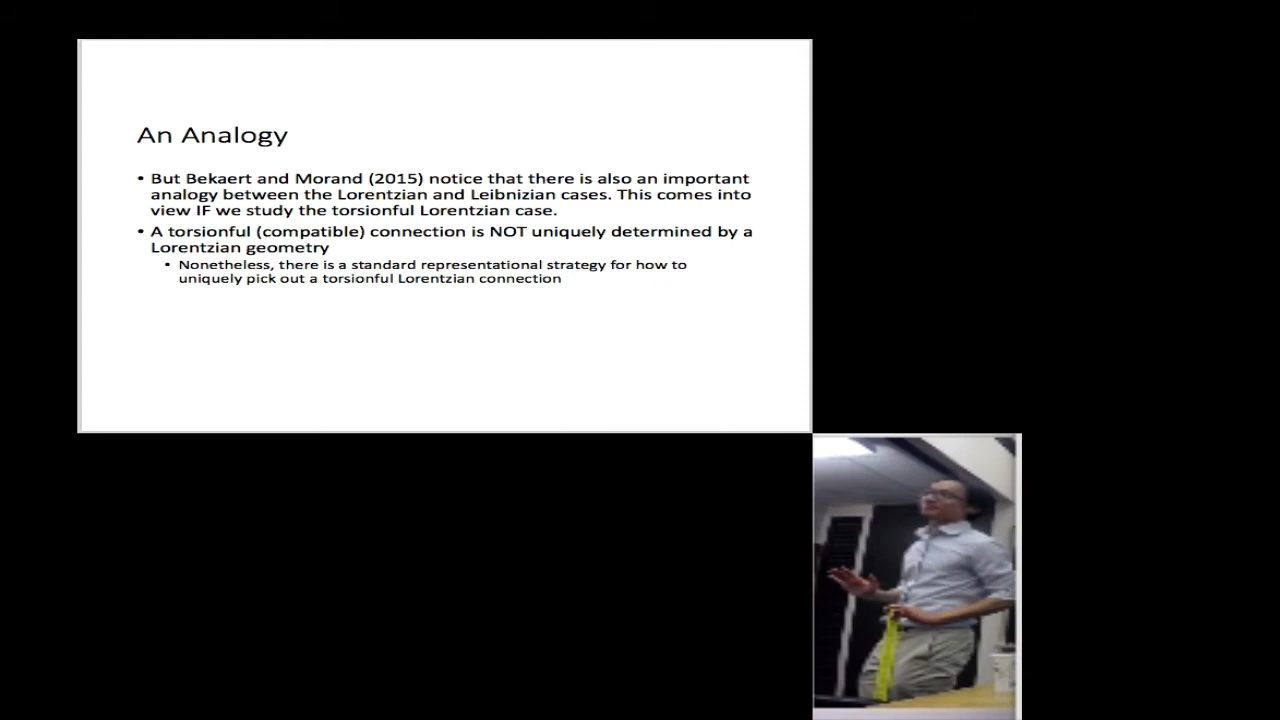 An Analogy
• But Bekaert and Morand (2015) notice that there is also an important
analogy between the Lorentzian and Leibnizian cases. This comes into
view IF we study the torsionful Lorentzian case.
• A torsionful (compatible) connection is NOT uniquely determined by a
Lorentzian geometry
• Nonetheless, there is a standard representational strategy for how to
uniquely pick out a torsionful Lorentzian connection